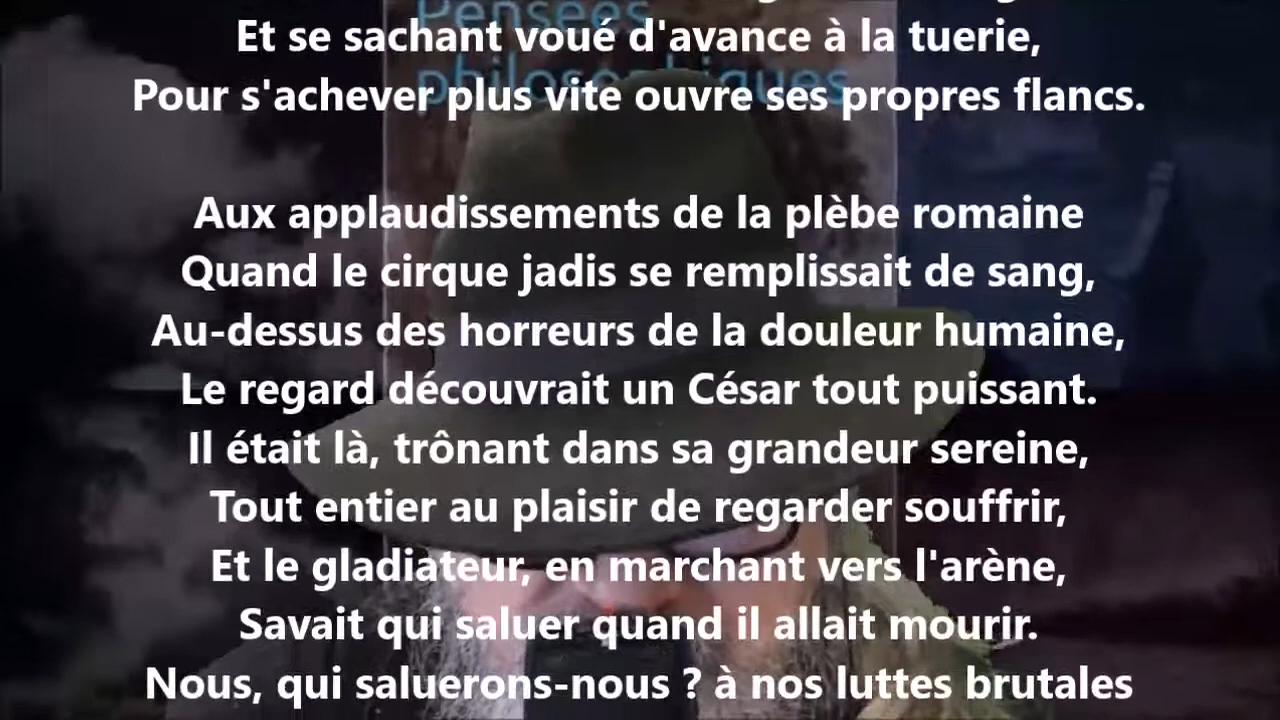 Pensées
philosophiques
Et se sachant voué d'avance à la tuerie,
Pour s'achever plus vite ouvre ses propres flancs.
Aux applaudissements de la plèbe romaine
Quand le cirque jadis se remplissait de sang,
Au-dessus des horreurs de la douleur humaine,
Le regard découvrait un César tout puissant.
Il était là, trônant dans sa grandeur sereine,
Tout entier au plaisir de regarder souffrir,
Et le gladiateur, en marchant vers l'arène,
Savait qui saluer quand il allait mourir.
Nous, qui saluerons-nous ? à nos luttes brutales